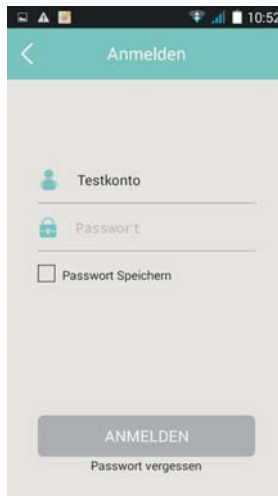 10:52
Anmelden
Testkonto
Passwort
Passwort Speichern
ANMELDEN
Passwort vergessen